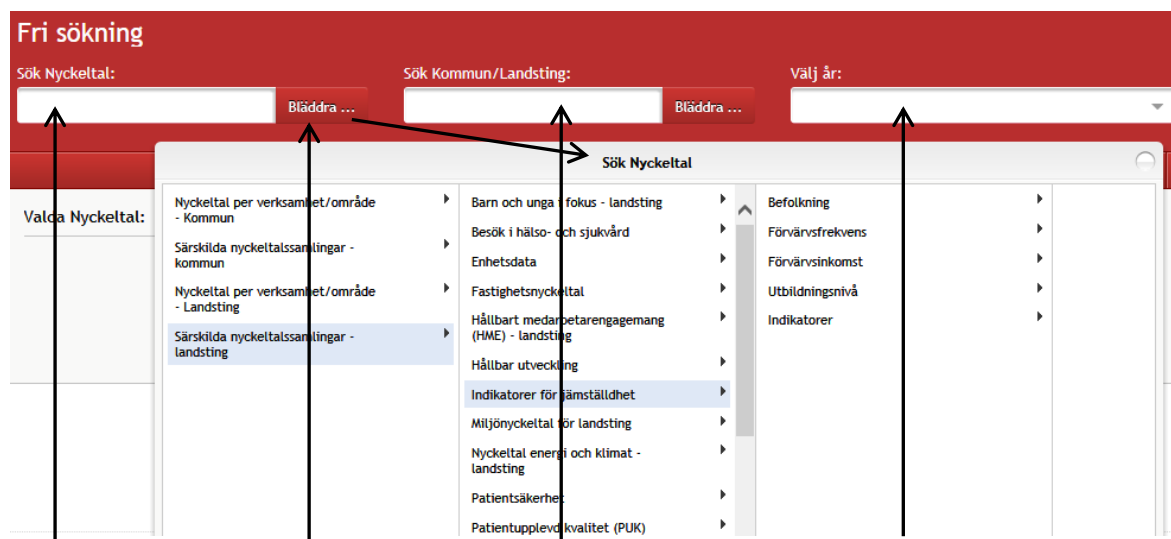 Fri sökning
Sök Nyckeltal:
Sök Kommun/Landsting:
Välj år:
Bläddra ...
Bläddra ...
Sök Nyckeltal
Valda Nyckeltal:
Nyckeltal per verksamhet/område
- Kommun
Särskilda nyckeltalssamlingar -
kommun
Nyckeltal per verksamhet/område
- Landsting
Särskilda nyckeltalssamlingar -
landsting
Barn och unga i fokus - landsting
Besök i hälso- och sjukvård
Enhetsdata
Fastighetsnyckeltal
Hållbart medarbetarengagemang
(HME) - landsting
Hållbar utveckling
Indikatorer för jämställdhet
Miljönyckeltal för landsting
Nyckeltal energi och klimat -
landsting
Patientsäkerhet
Patientupplevd kvalitet (PUK)
Befolkning
Förvärvsfrekvens
Förvärvsinkomst
Utbildningsnivå
Indikatorer